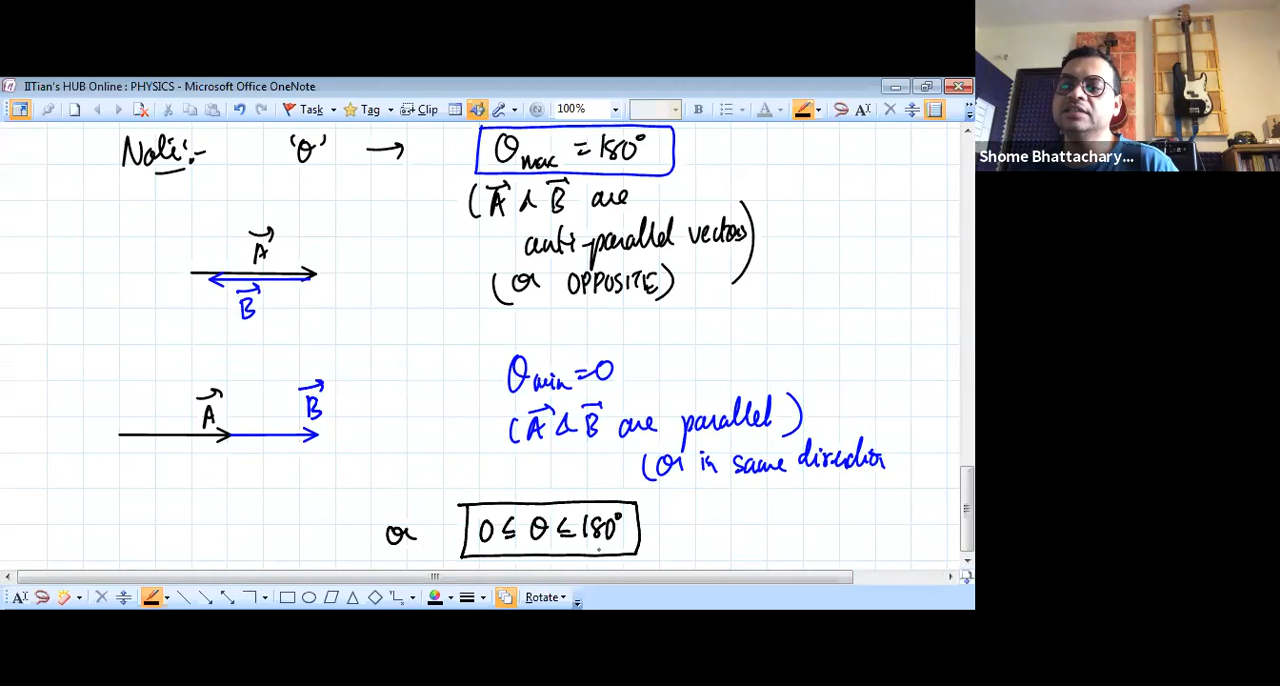 IITian's HUB Online : PHYSICS - Microsoft Office OneNote
Task Tag Clip 100% B A A
Note:- 'θ' → θmax = 180°
(A⃗ & B⃗ are
anti-parallel vectors)
(or OPPOSITE)
A⃗
B⃗
θmin = 0
(A⃗ & B⃗ are parallel)
(or in same direction
A⃗ B⃗
or 0 ≤ θ ≤ 180°
A Rotate
Shome Bhattachary...